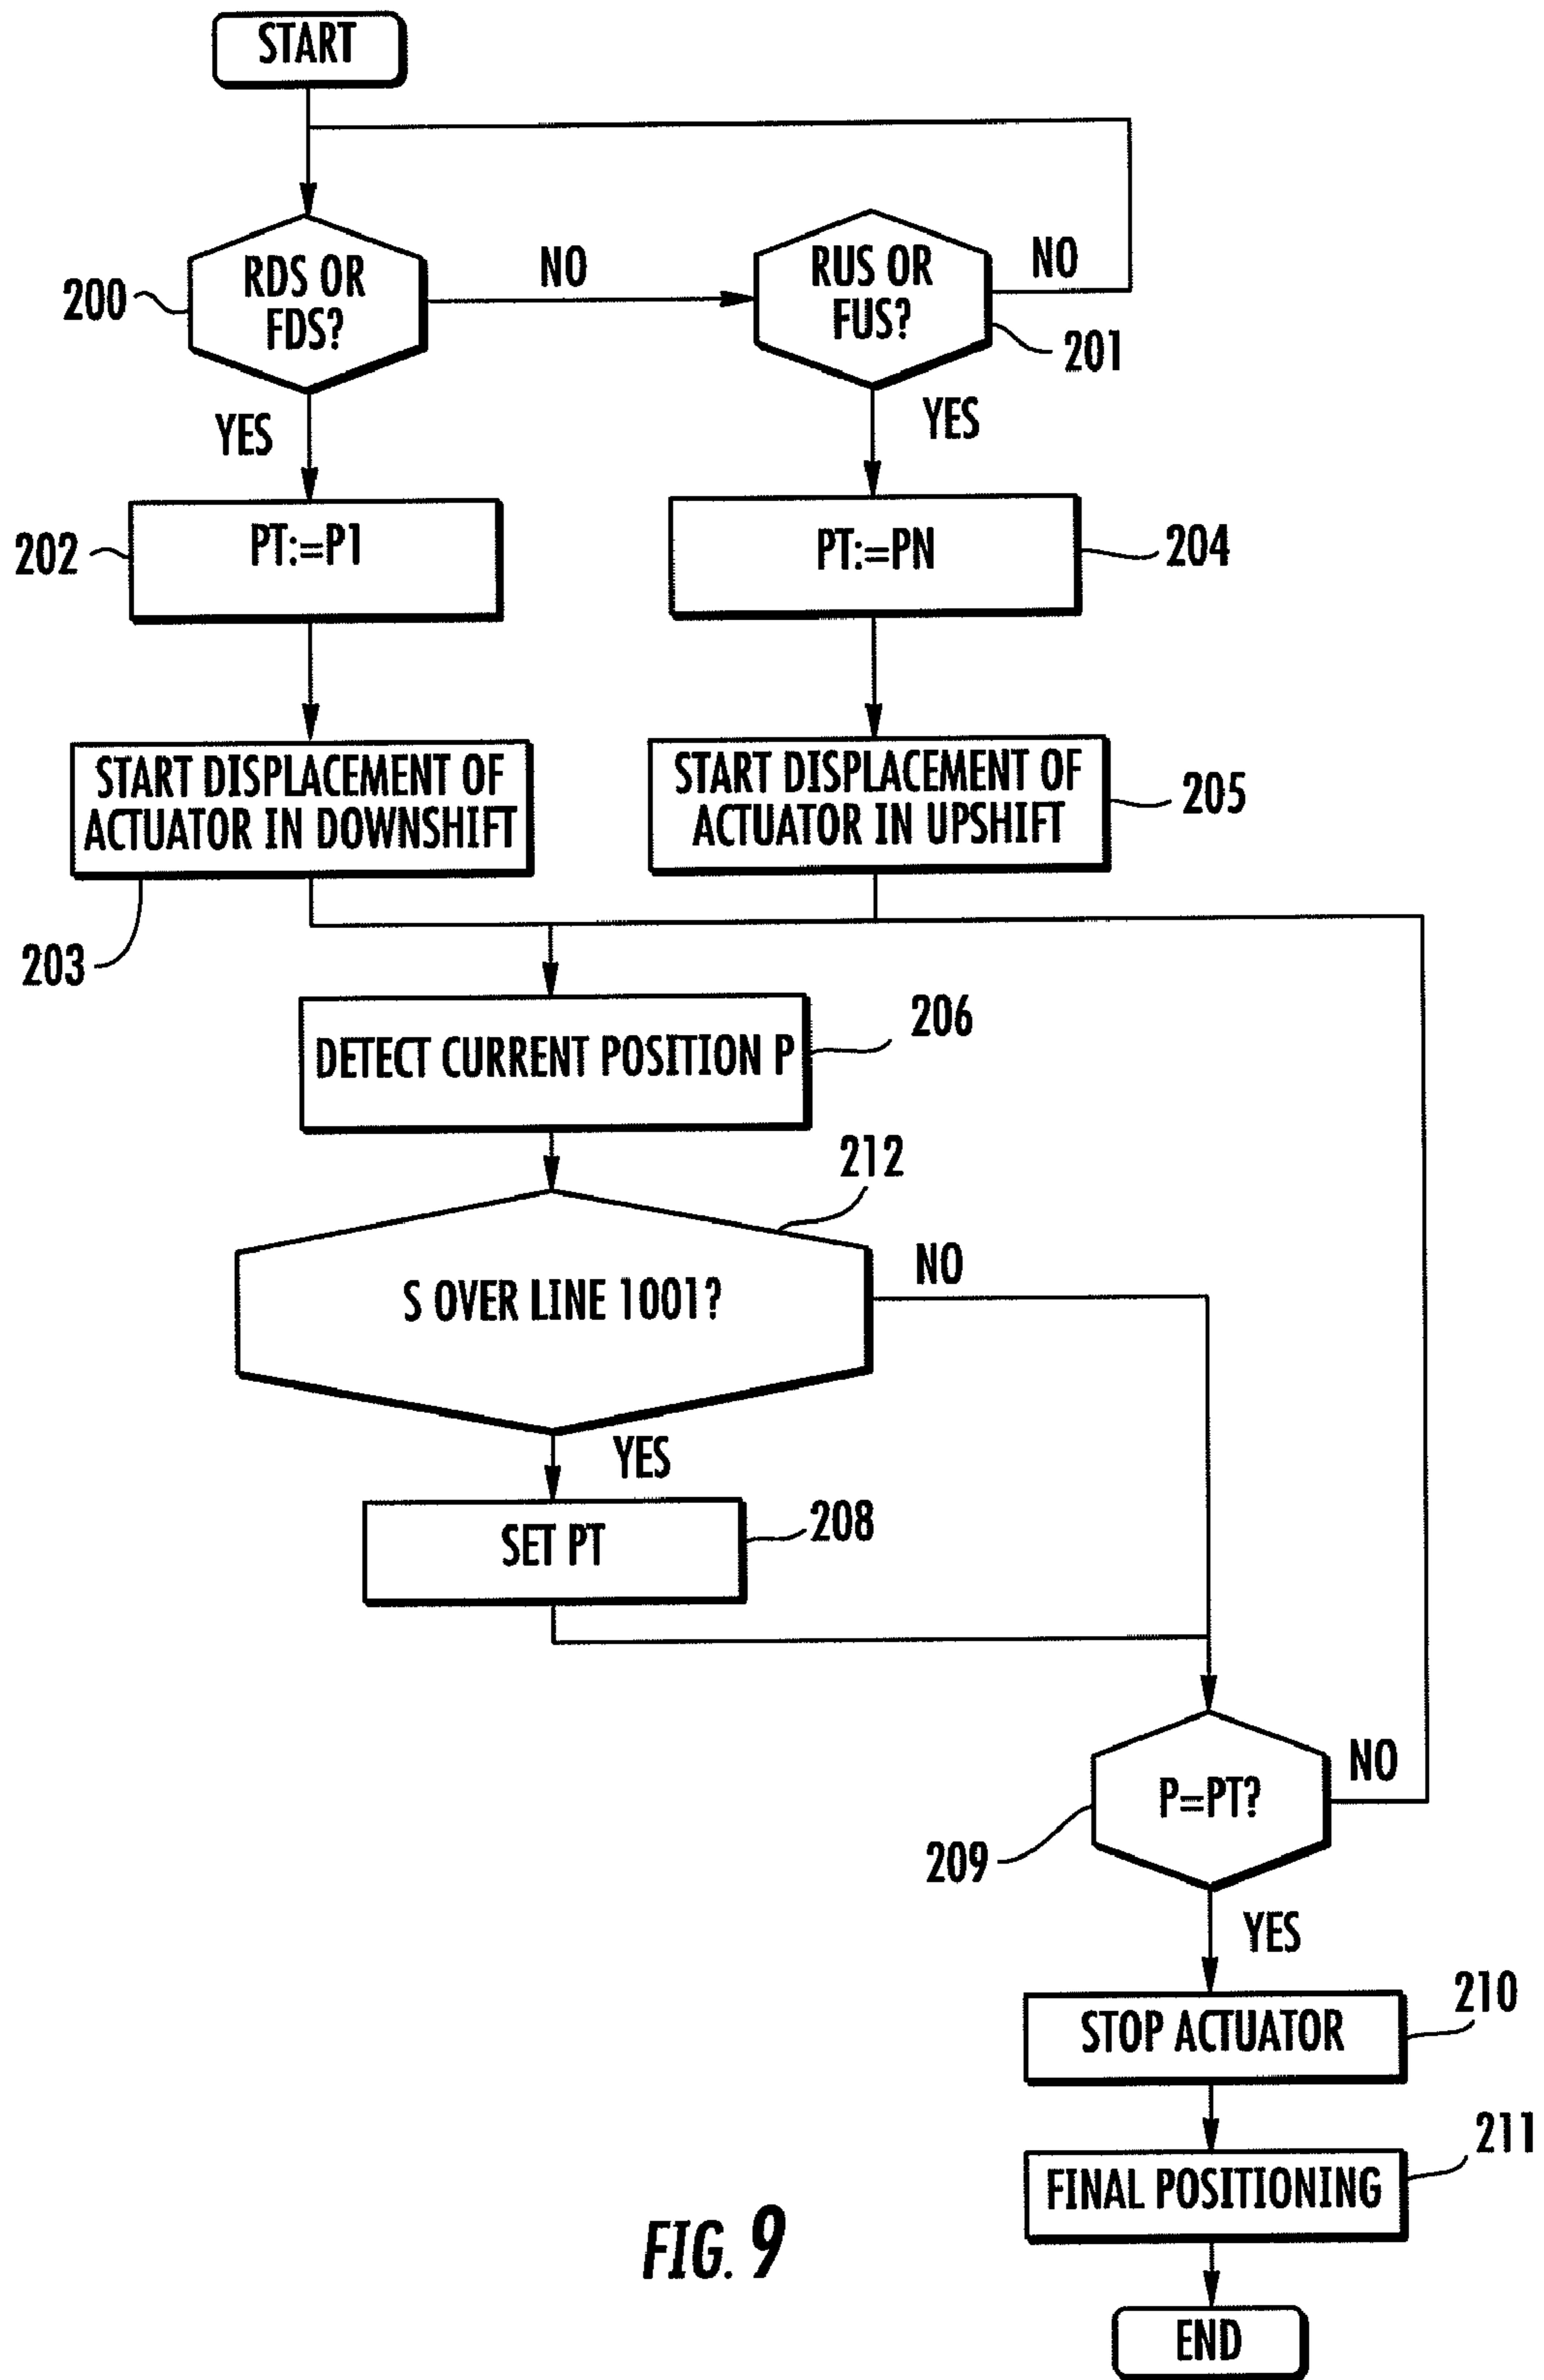 START
RDS OR
FDS?
200
NO
RUS OR
FUS?
NO
201
YES
YES
PT:=P1
202
PT:=PN
204
START DISPLACEMENT OF
ACTUATOR IN DOWNSHIFT
203
START DISPLACEMENT OF
ACTUATOR IN UPSHIFT
205
DETECT CURRENT POSITION P
206
212
S OVER LINE 1001?
NO
YES
SET PT
208
P=PT?
NO
209
YES
STOP ACTUATOR
210
FINAL POSITIONING
211
FIG. 9
END